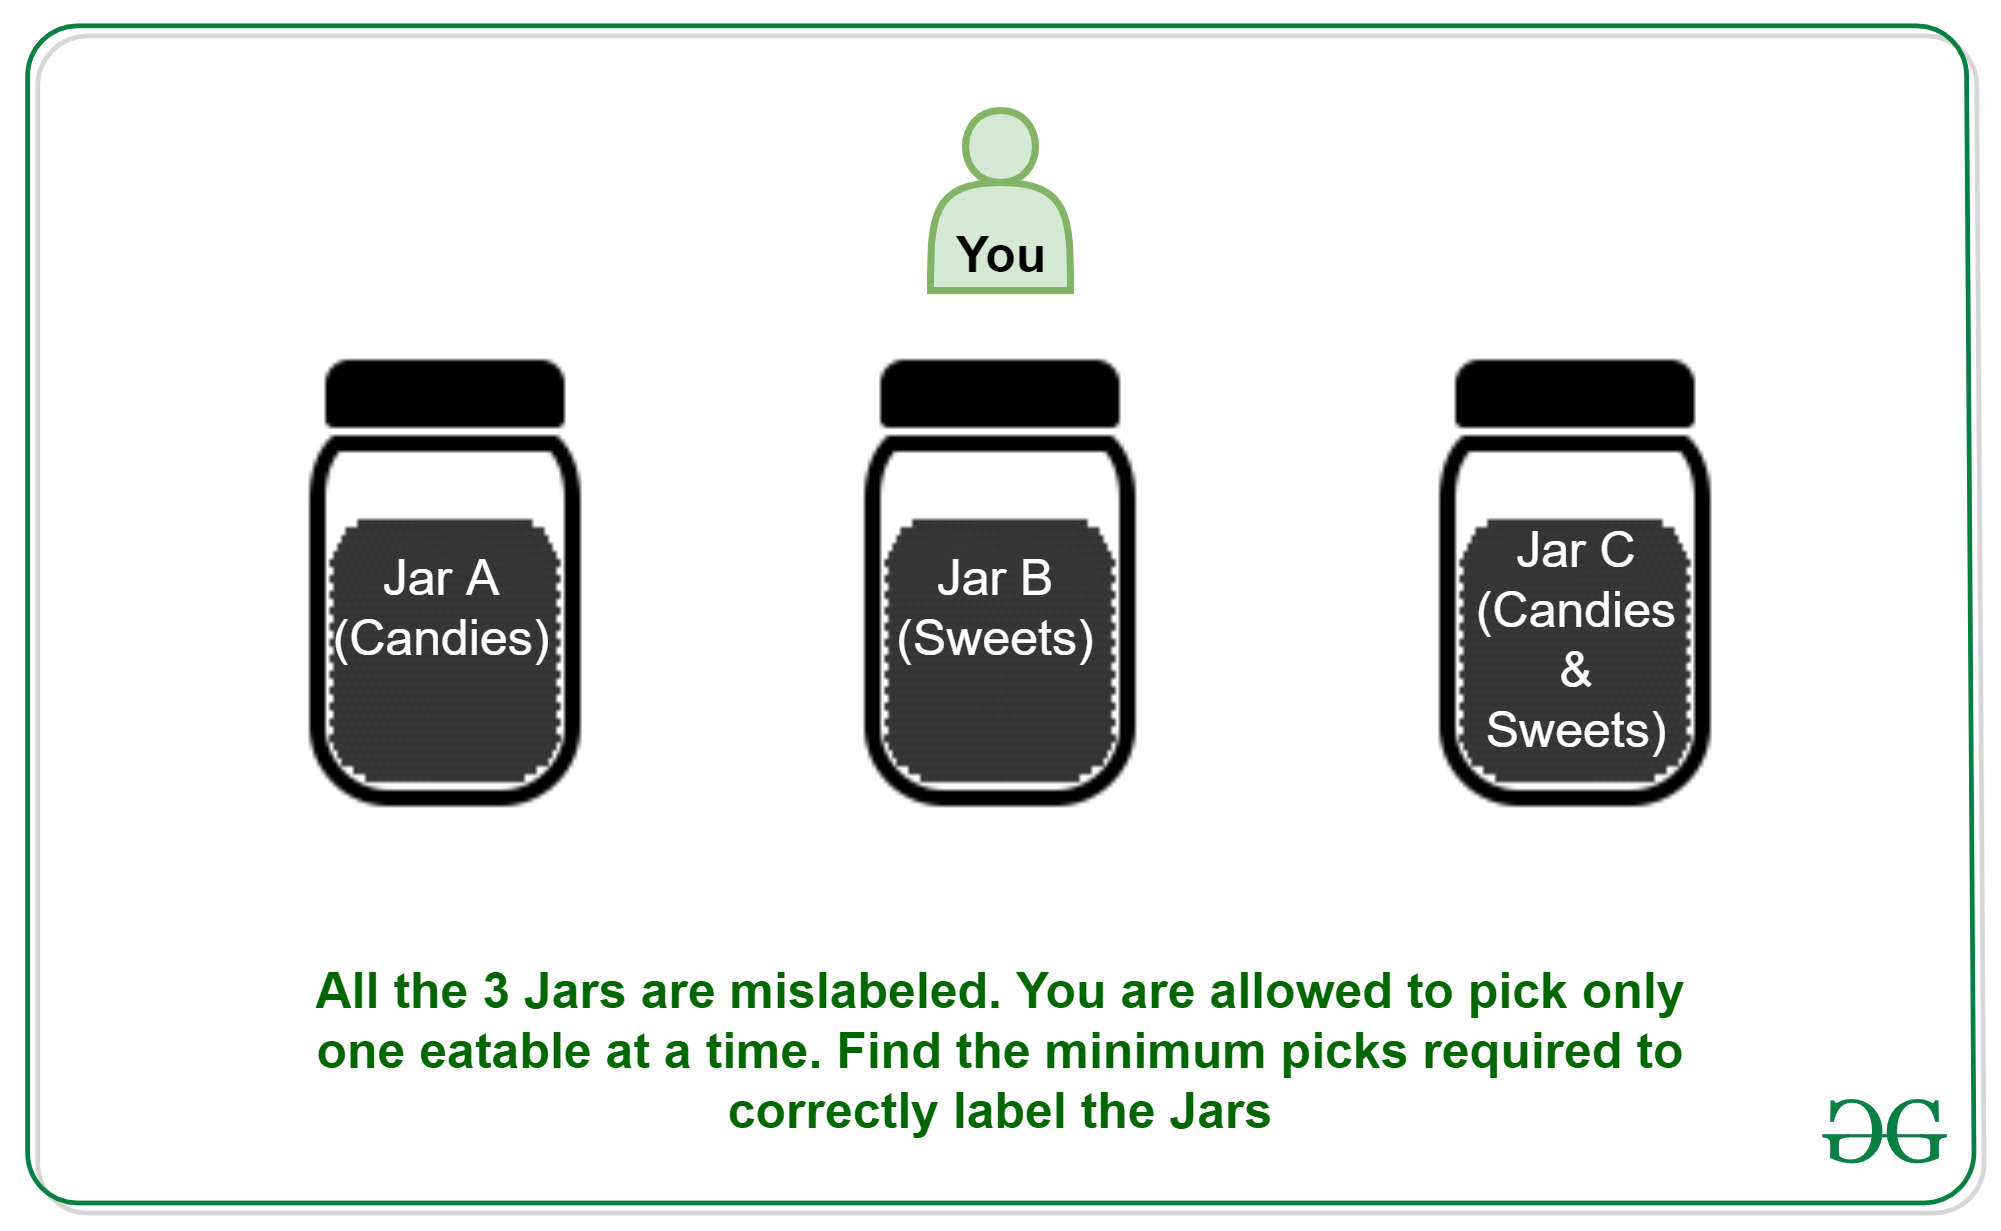 You
Jar A
(Candies)
Jar B
(Sweets)
Jar C
(Candies
&
Sweets)
All the 3 Jars are mislabeled. You are allowed to pick only
one eatable at a time. Find the minimum picks required to
correctly label the Jars